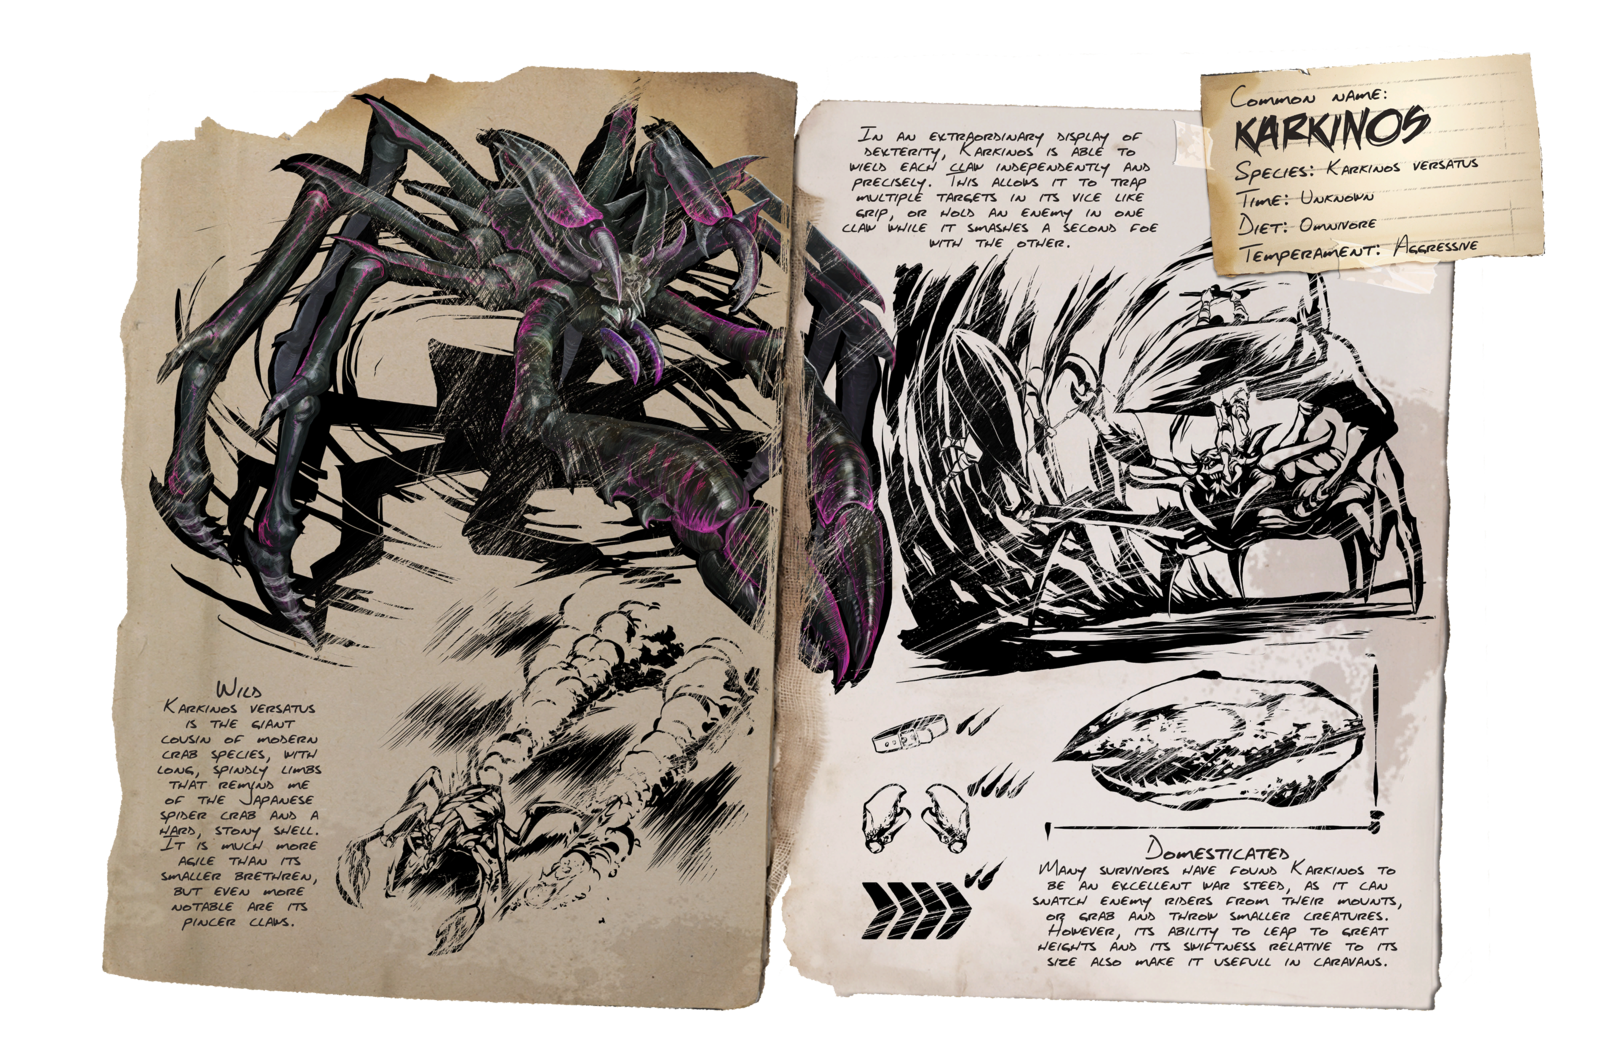 Common name:
KARKINOS
Species: Karkinos versatus
Time: Unknown
Diet: Omnivore
Temperament: Aggressive
In an extraordinary display of
dexterity, Karkinos is able to
wield each claw independently and
precisely. This allows it to trap
multiple targets in its vice like
grip, or hold an enemy in one
claw while it smashes a second foe
with the other.
Wild
Karkinos versatus
is the giant
cousin of modern
crab species, with
long, spindly limbs
that remind me
of the Japanese
spider crab and a
hard, stony shell.
It is much more
agile than its
smaller brethren,
but even more
notable are its
pincer claws.
Domesticated
Many survivors have found Karkinos to
be an excellent war steed, as it can
snatch enemy riders from their mounts,
or grab and throw smaller creatures.
However, its ability to leap to great
heights and its swiftness relative to its
size also make it usefull in caravans.